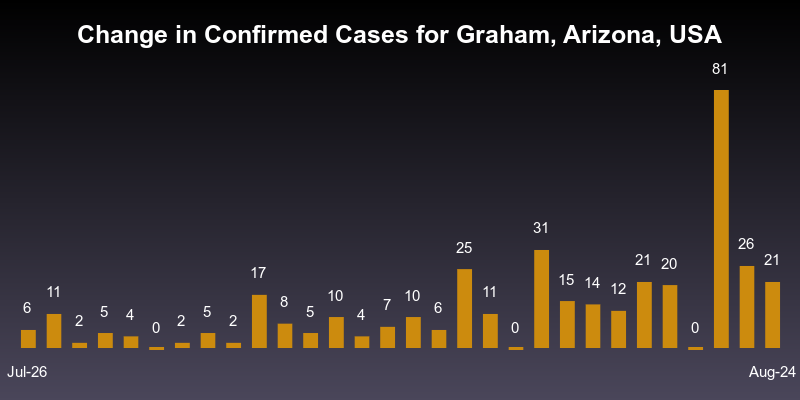 Change in Confirmed Cases for Graham, Arizona, USA
6 11 2 5 4 0 2 5 2 17 8 5 10 4 7 10 6 25 11 0 31 15 14 12 21 20 0 81 26 21
Jul-26 Aug-24